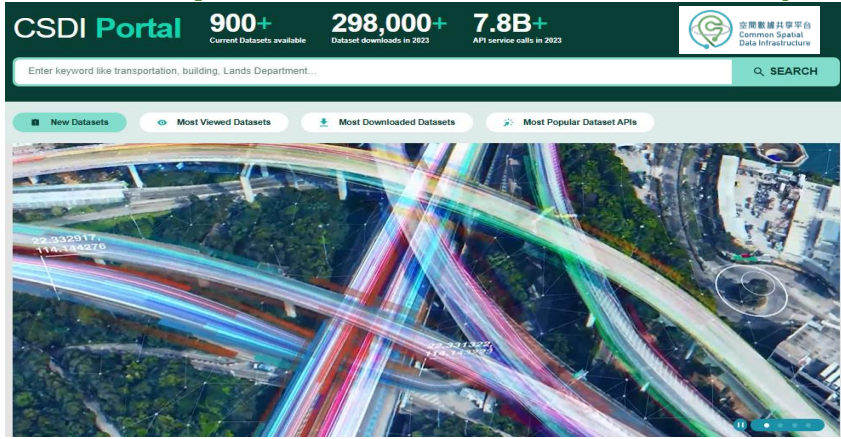 CSDI Portal
900+
Current Datasets available
298,000+
Dataset downloads in 2023
7.8B+
API service calls in 2023
空間數據共享平台
Common Spatial
Data Infrastructure
Enter keyword like transportation, building, Lands Department...
SEARCH
New Datasets
Most Viewed Datasets
Most Downloaded Datasets
Most Popular Dataset APIs
22.332917,
114.144276
22.331322,